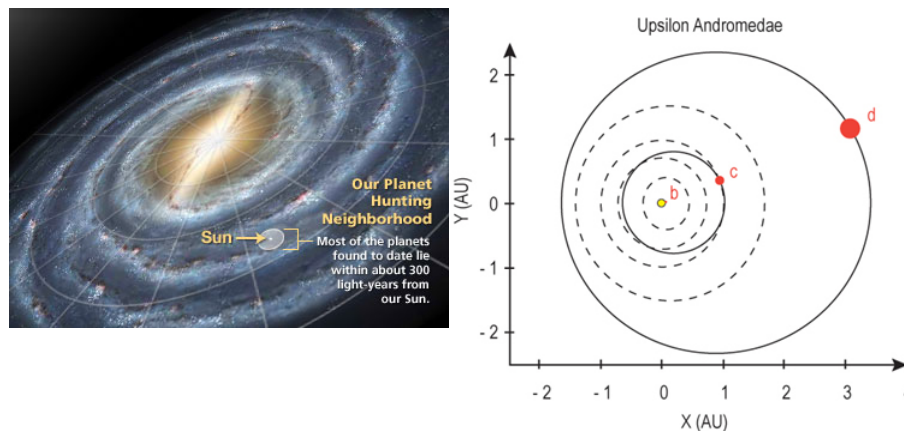 Our Planet
Hunting
Neighborhood
Sun
Most of the planets
found to date lie
within about 300
light-years from
our Sun.
Upsilon Andromedae
Y (AU)
2
1
0
- 1
- 2
b
c
d
- 2
- 1
0
1
2
3
X (AU)